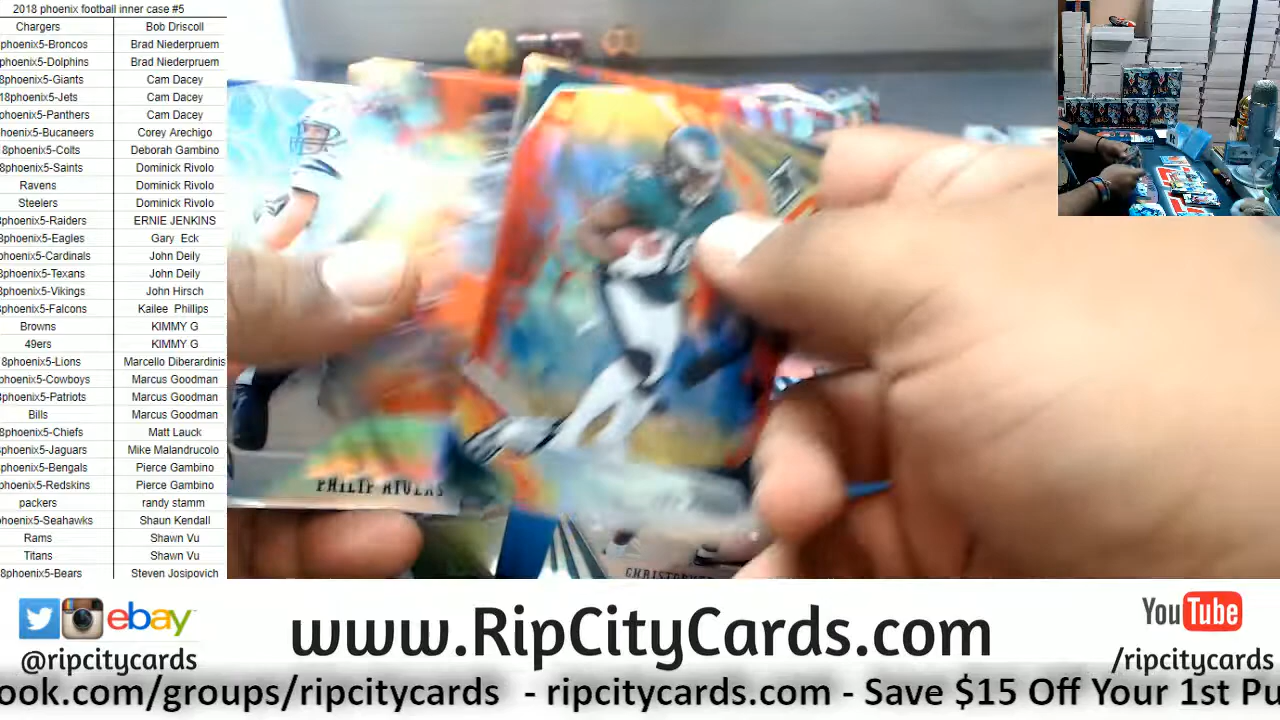 2018 phoenix football inner case #5
Chargers Bob Driscoll
phoenix5-Broncos Brad Niederpruem
phoenix5-Dolphins Brad Niederpruem
8phoenix5-Giants Cam Dacey
18phoenix5-Jets Cam Dacey
phoenix5-Panthers Cam Dacey
phoenix5-Bucaneers Corey Arechigo
8phoenix5-Colts Deborah Gambino
8phoenix5-Saints Dominick Rivolo
Ravens Dominick Rivolo
Steelers Dominick Rivolo
phoenix5-Raiders ERNIE JENKINS
8phoenix5-Eagles Gary Eck
phoenix5-Cardinals John Deily
8phoenix5-Texans John Deily
8phoenix5-Vikings John Hirsch
8phoenix5-Falcons Kailee Phillips
Browns KIMMY G
49ers KIMMY G
8phoenix5-Lions Marcello Diberardinis
phoenix5-Cowboys Marcus Goodman
8phoenix5-Patriots Marcus Goodman
Bills Marcus Goodman
8phoenix5-Chiefs Matt Lauck
8phoenix5-Jaguars Mike Malandrucolo
phoenix5-Bengals Pierce Gambino
phoenix5-Redskins Pierce Gambino
packers randy stamm
phoenix5-Seahawks Shaun Kendall
Rams Shawn Vu
Titans Shawn Vu
8phoenix5-Bears Steven Josipovich
PHILIP RIVERS
CHRISTOPHE
ebay
@ripcitycards
www.RipCityCards.com
YouTube
/ripcitycards
ook.com/groups/ripcitycards - ripcitycards.com - Save $15 Off Your 1st Pu